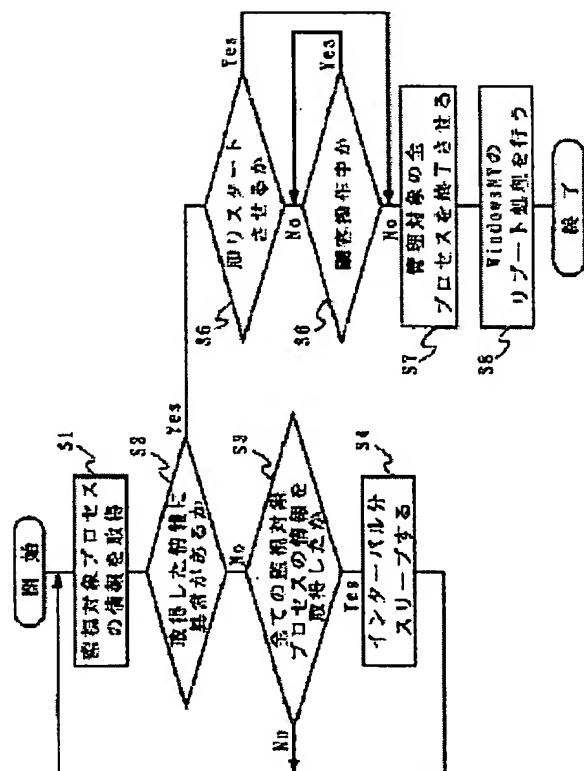 開始
監視対象プロセス
の情報を取得
S1
取得した情報に
異常があるか
S2
Yes
No
全ての監視対象
プロセスの情報を
取得したか
S3
No
Yes
インターバル分
スリープする
S4
即リスタート
させるか
S5
Yes
No
顧客操作中か
S6
Yes
No
管理対象の全
プロセスを終了させる
S7
WindowsNTの
リブート処理を行う
S8
終了